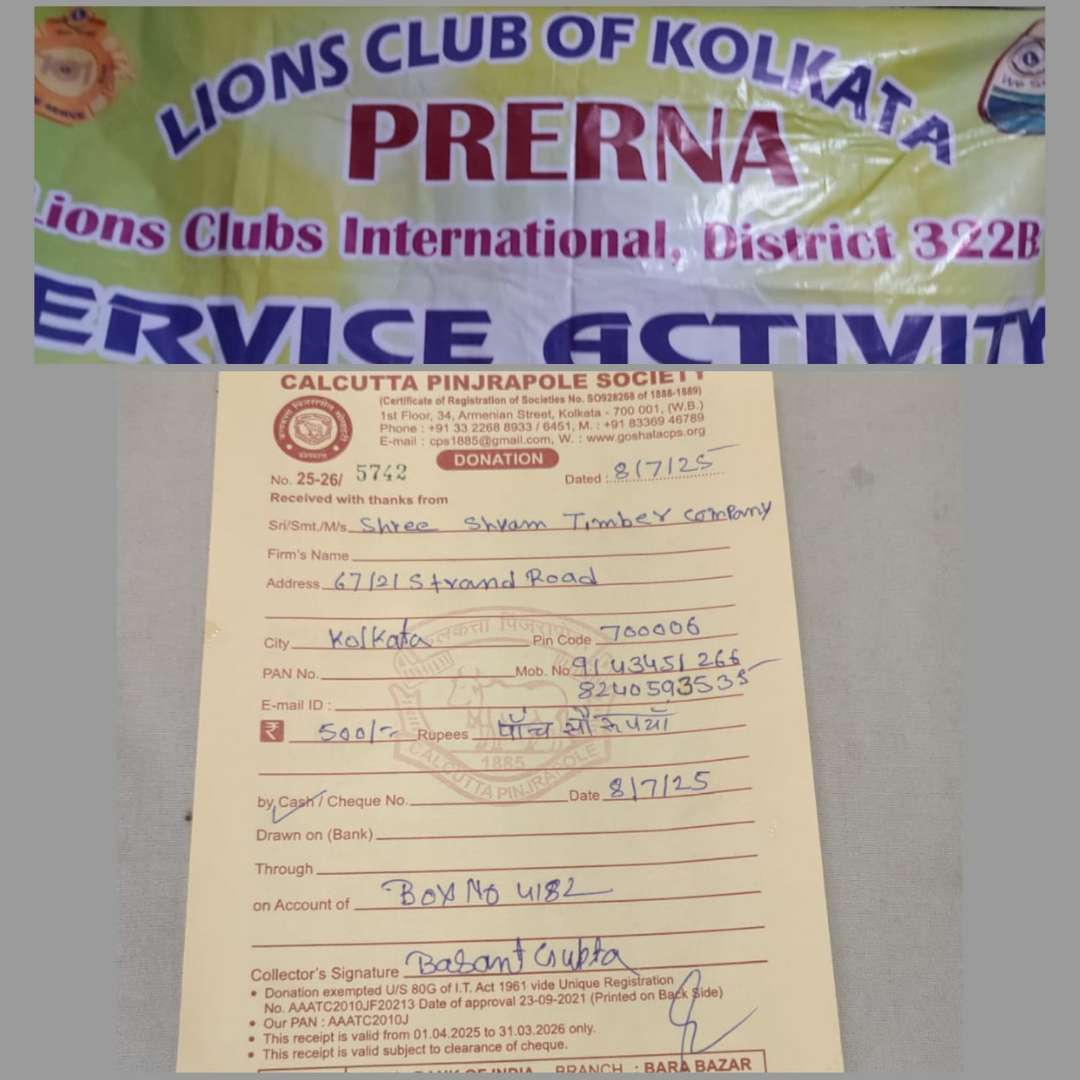 LIONS CLUB OF KOLKATA
PRERNA
Lions Clubs International, District 322B
ERVICE ACTIVITY
CALCUTTA PINJRAPOLE SOCIETY
(Certificate of Registration of Societies No. SO928268 of 1888-1889)
1st Floor, 34, Armenian Street, Kolkata - 700 001, (W.B.)
Phone : +91 33 2268 8933 / 6451, M. : +91 83369 46789
E-mail : cps1885@gmail.com, W. : www.goshalacps.org
DONATION
No. 25-26/ 5742 Dated : 8/7/25
Received with thanks from
Sri/Smt./M/s. Shree Shyam Timber Company
Firm's Name
Address 67/21 Strand Road
City Kolkata Pin Code 700006
PAN No. Mob. No 9143451266
8240593535
E-mail ID :
₹ 500/- Rupees पाँच सौ रूपयाँ
1885
CALCUTTA PINJRAPOLE
by Cash / Cheque No. Date 8/7/25
Drawn on (Bank)
Through
on Account of Box No 4182
Collector's Signature Basant Gupta
• Donation exempted U/S 80G of I.T. Act 1961 vide Unique Registration
No. AAATC2010JF20213 Date of approval 23-09-2021 (Printed on Back Side)
• Our PAN : AAATC2010J
• This receipt is valid from 01.04.2025 to 31.03.2026 only.
• This receipt is valid subject to clearance of cheque.
BANK OF INDIA BRANCH : BARA BAZAR